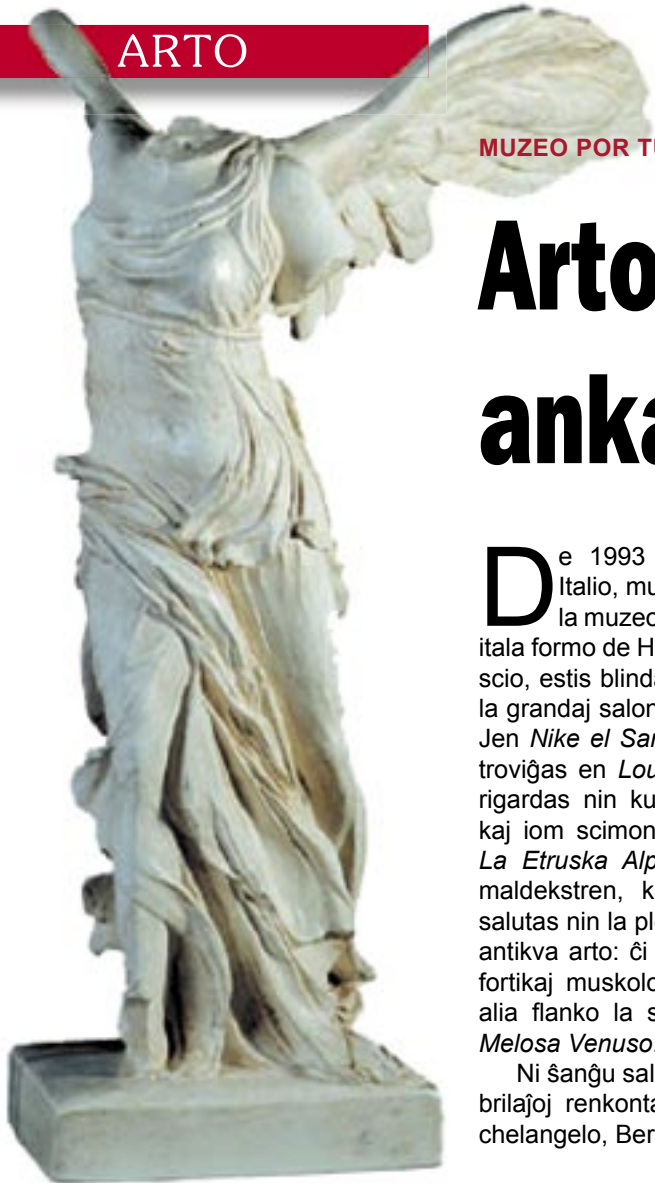 ARTO
MUZEO POR
Arto
anka
De 1993
Italio, mu
la muzeo
itala formo de H
scio, estis blinda
la grandaj salon
Jen Nike el Sam
troviĝas en Lou
rigardas nin ku
kaj iom scimon
La Etruska Alp
maldekstren, k
salutas nin la ple
antikva arto: ĉi
fortikaj muskolo
alia flanko la s
Melosa Venuso.
Ni ŝanĝu sal
brilaĵoj renkonta
chelangelo, Ber